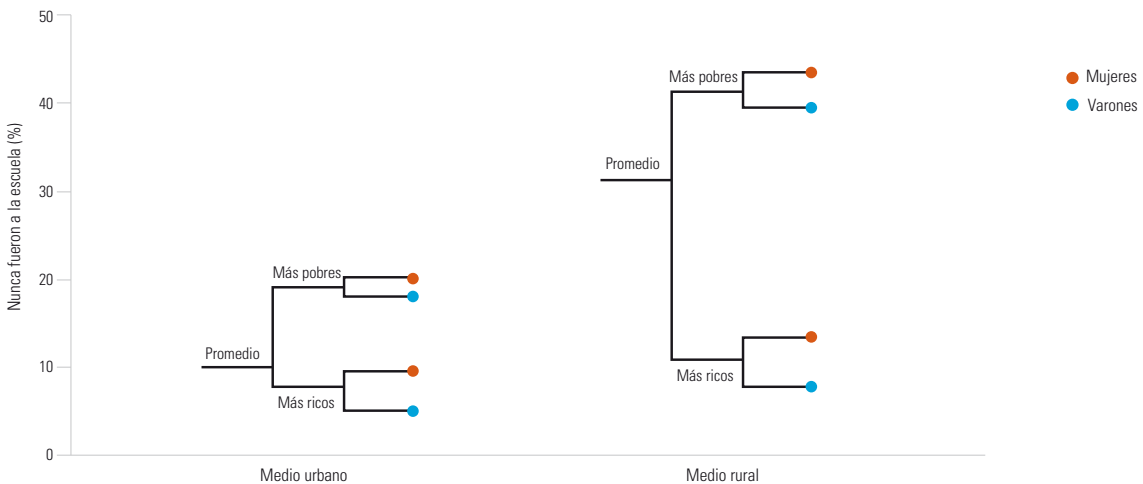 50
40
30
20
10
0
Nunca fueron a la escuela (%)
Promedio
Más pobres
Más ricos
Medio urbano
Promedio
Más pobres
Más ricos
Medio rural
Mujeres
Varones